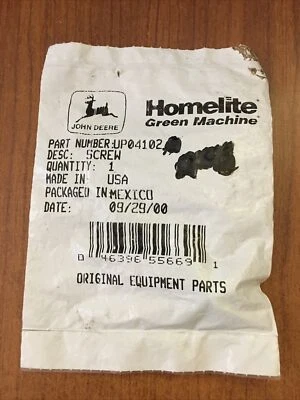 JOHN DEERE
Homelite
Green Machine
PART NUMBER: UP04102
DESC: SCREW
QUANTITY: 1
MADE IN: USA
PACKAGED IN: MEXICO
DATE: 09/29/00
0 46396 55669 1
ORIGINAL EQUIPMENT PARTS